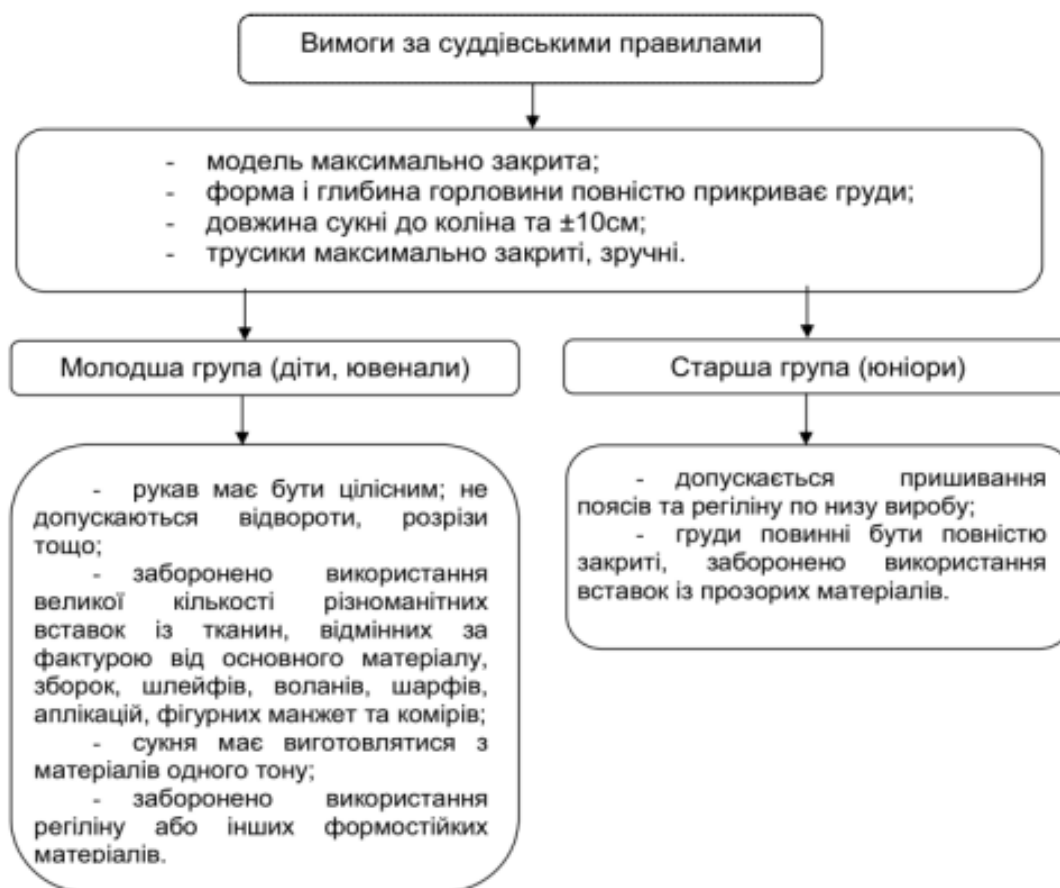 Вимоги за суддівськими правилами
- модель максимально закрита;
- форма і глибина горловини повністю прикриває груди;
- довжина сукні до коліна та ±10см;
- трусики максимально закриті, зручні.
Молодша група (діти, ювенали)
- рукав має бути цілісним; не
допускаються відвороти, розрізи
тощо;
- заборонено використання
великої кількості різноманітних
вставок із тканин, відмінних за
фактурою від основного матеріалу,
зборок, шлейфів, воланів, шарфів,
аплікацій, фігурних манжет та комірів;
- сукня має виготовлятися з
матеріалів одного тону;
- заборонено використання
регіліну або інших формостійких
матеріалів.
Старша група (юніори)
- допускається пришивання
поясів та регіліну по низу виробу;
- груди повинні бути повністю
закриті, заборонено використання
вставок із прозорих матеріалів.